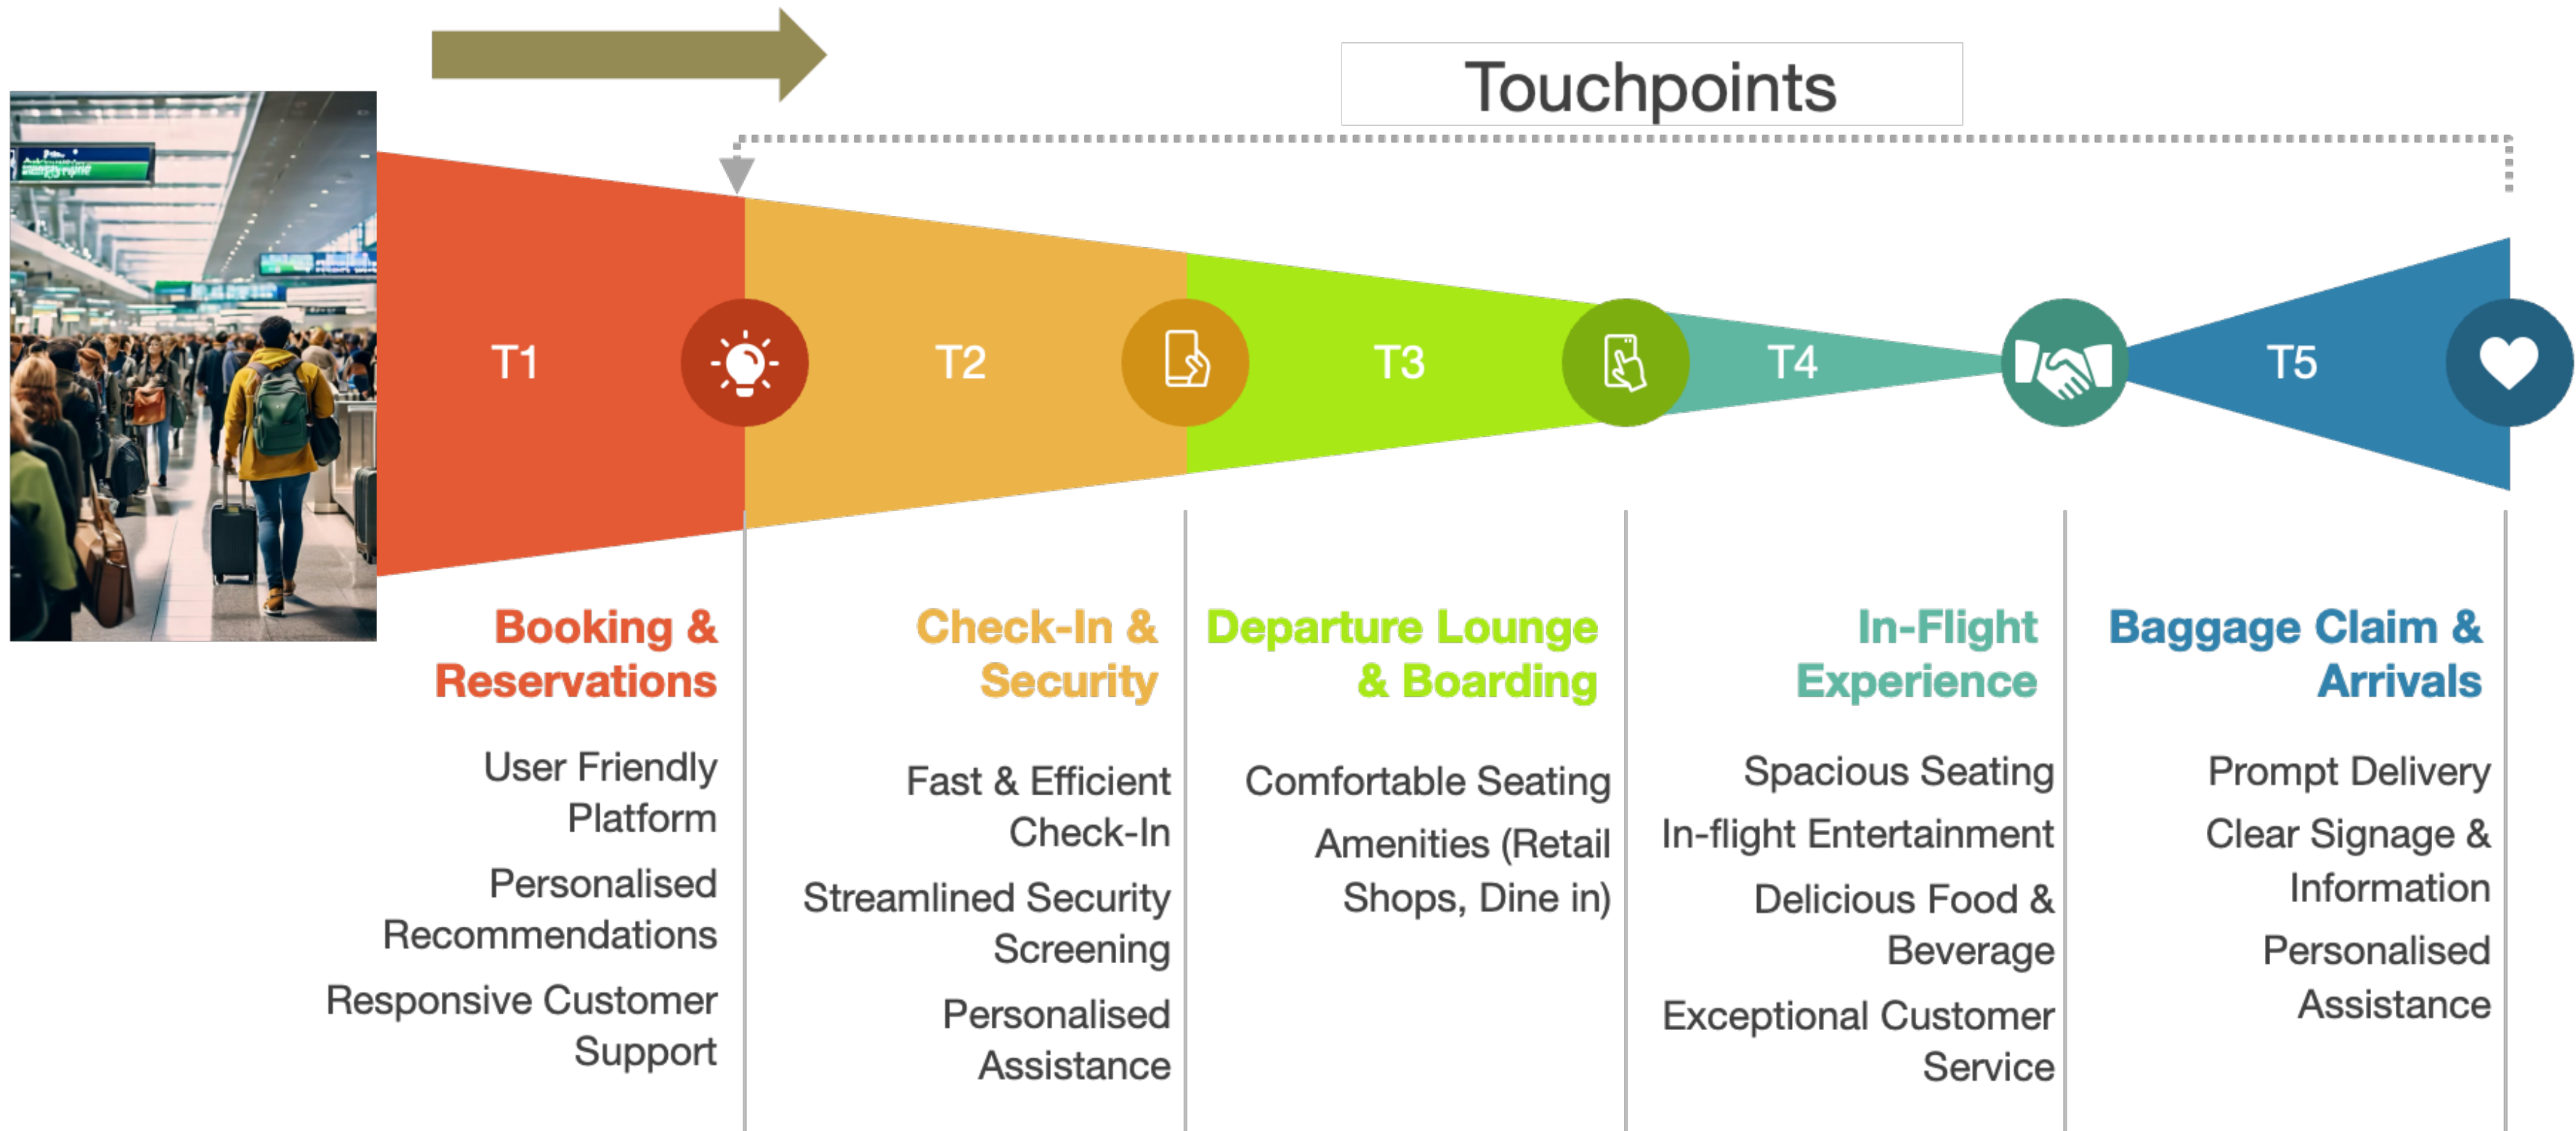 Touchpoints
T1
T2
T3
T4
T5
Booking &
Reservations
User Friendly
Platform
Personalised
Recommendations
Responsive Customer
Support
Check-In &
Security
Fast & Efficient
Check-In
Streamlined Security
Screening
Personalised
Assistance
Departure Lounge
& Boarding
Comfortable Seating
Amenities (Retail
Shops, Dine in)
In-Flight
Experience
Spacious Seating
In-flight Entertainment
Delicious Food &
Beverage
Exceptional Customer
Service
Baggage Claim &
Arrivals
Prompt Delivery
Clear Signage &
Information
Personalised
Assistance